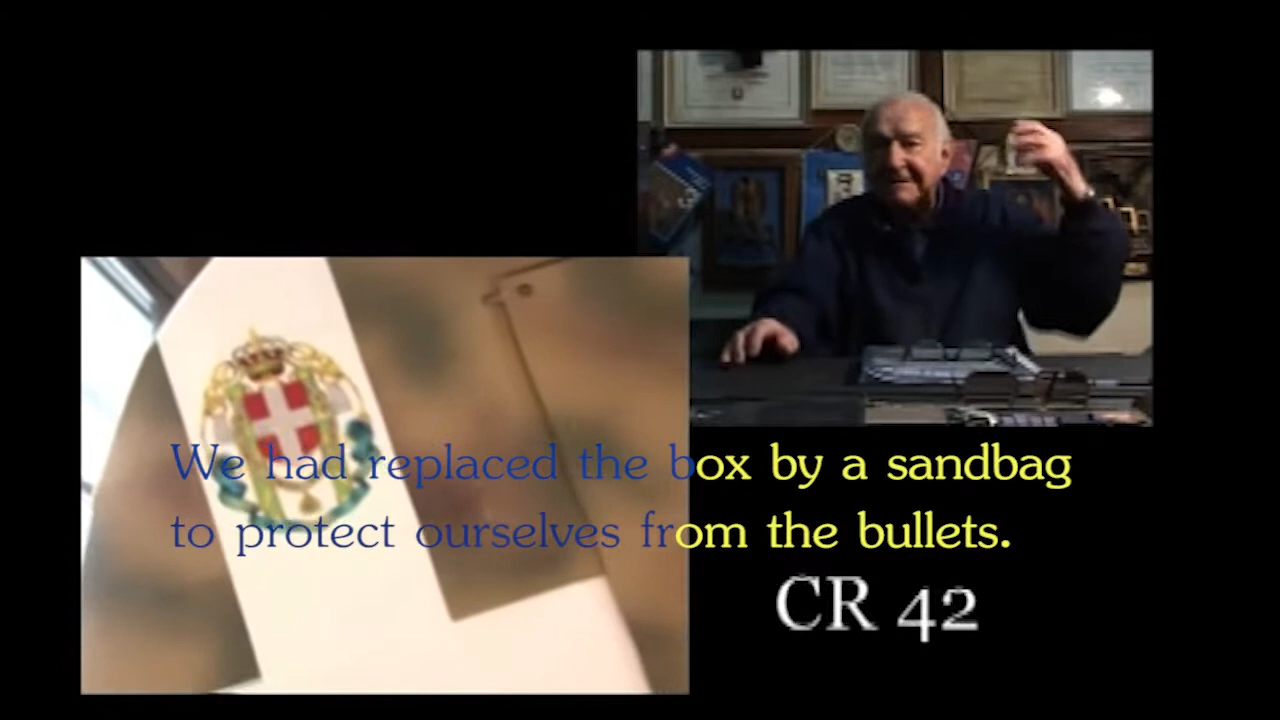 We had replaced the box by a sandbag
to protect ourselves from the bullets.
CR 42